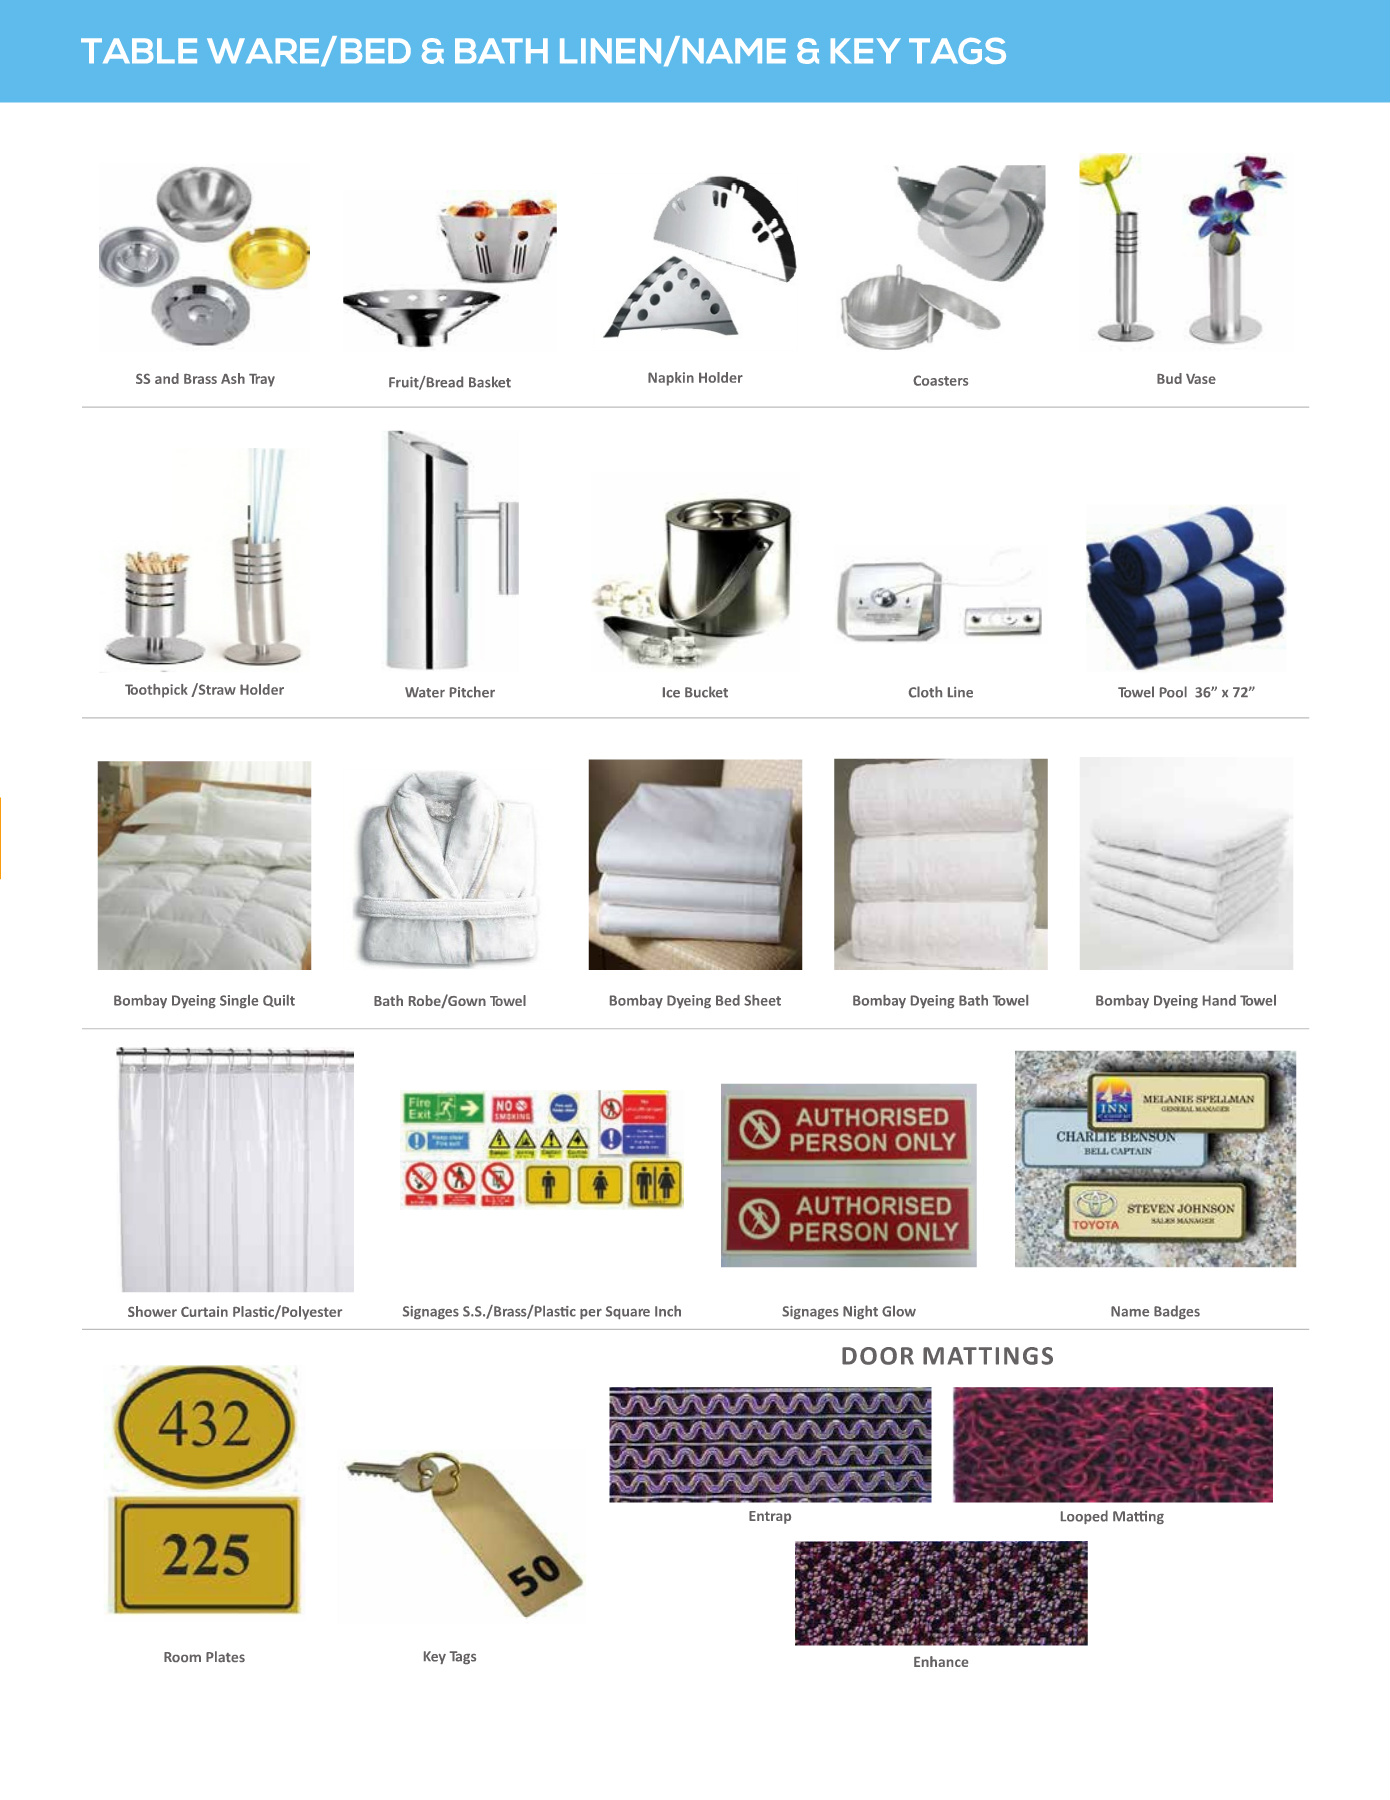 TABLE WARE/BED & BATH LINEN/NAME & KEY TAGS
SS and Brass Ash Tray
Fruit/Bread Basket
Napkin Holder
Coasters
Bud Vase
Toothpick /Straw Holder
Water Pitcher
Ice Bucket
Cloth Line
Towel Pool  36” x 72”
Bombay Dyeing Single Quilt
Bath Robe/Gown Towel
Bombay Dyeing Bed Sheet
Bombay Dyeing Bath Towel
Bombay Dyeing Hand Towel
Fire
Exit
NO
SMOKING
Keep clear
Fire exit
AUTHORISED
PERSON ONLY
AUTHORISED
PERSON ONLY
INN
MELANIE SPELLMAN
GENERAL MANAGER
CHARLIE BENSON
BELL CAPTAIN
TOYOTA
STEVEN JOHNSON
SALES MANAGER
Shower Curtain Plastic/Polyester
Signages S.S./Brass/Plastic per Square Inch
Signages Night Glow
Name Badges
432
225
Room Plates
50
Key Tags
DOOR MATTINGS
Entrap
Looped Matting
Enhance